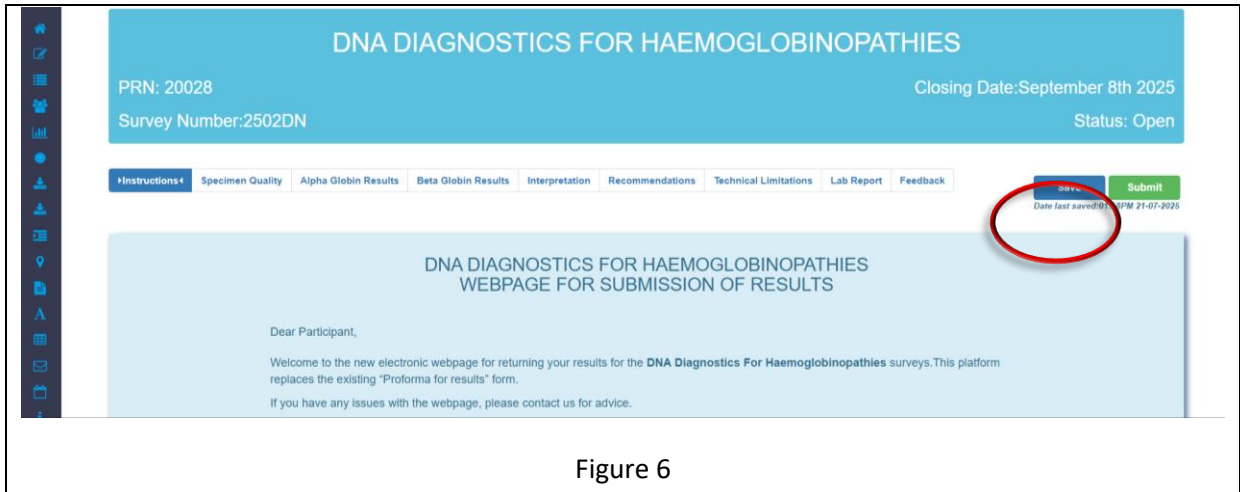 DNA DIAGNOSTICS FOR HAEMOGLOBINOPATHIES
PRN: 20028
Closing Date:September 8th 2025
Survey Number:2502DN
Status: Open
Instructions Specimen Quality Alpha Globin Results Beta Globin Results Interpretation Recommendations Technical Limitations Lab Report Feedback
Save Submit
Date last saved: PM 21-07-2025
DNA DIAGNOSTICS FOR HAEMOGLOBINOPATHIES
WEBPAGE FOR SUBMISSION OF RESULTS
Dear Participant,
Welcome to the new electronic webpage for returning your results for the DNA Diagnostics For Haemoglobinopathies surveys.This platform
replaces the existing "Proforma for results" form.
If you have any issues with the webpage, please contact us for advice.
Figure 6